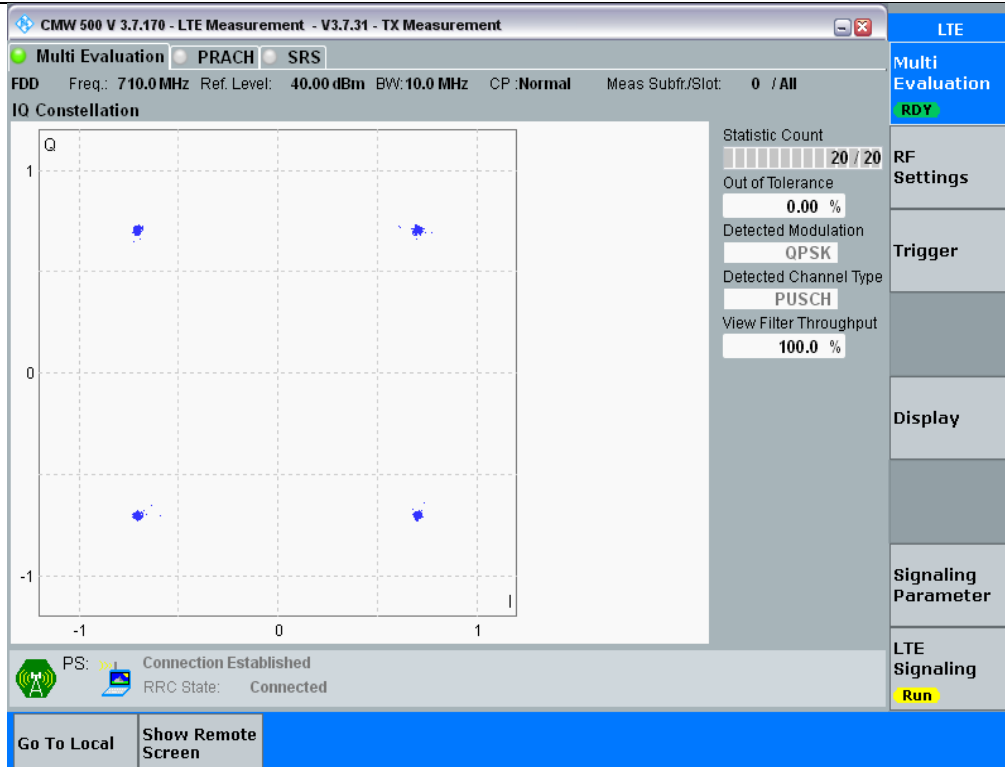 CMW 500 V 3.7.170 - LTE Measurement - V3.7.31 - TX Measurement
LTE
Multi Evaluation PRACH SRS
Multi
Evaluation
RDY
FDD Freq.: 710.0 MHz Ref. Level: 40.00 dBm BW: 10.0 MHz CP :Normal Meas Subfr./Slot: 0 / All
IQ Constellation
Q
1
0
-1
I
-1 0 1
Statistic Count
20 / 20
Out of Tolerance
0.00 %
Detected Modulation
QPSK
Detected Channel Type
PUSCH
View Filter Throughput
100.0 %
RF
Settings
Trigger
Display
Signaling
Parameter
LTE
Signaling
Run
PS: Connection Established
RRC State: Connected
Go To Local
Show Remote
Screen